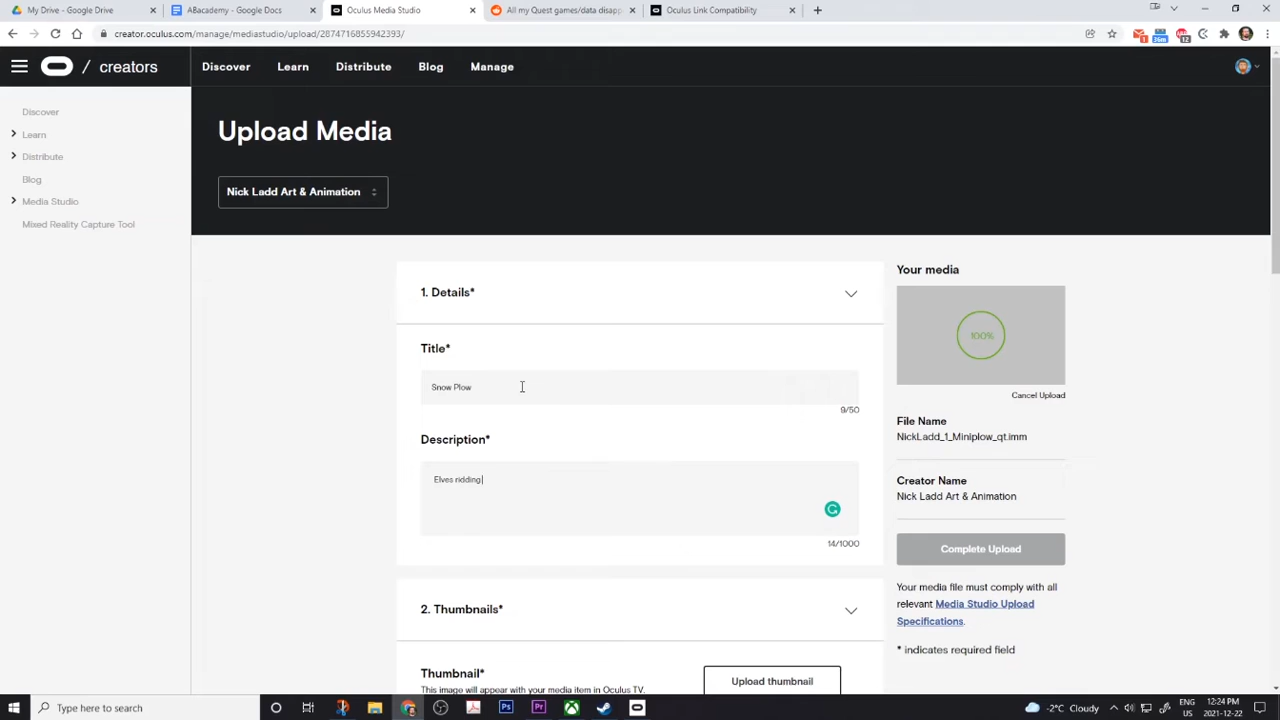 My Drive - Google Drive
ABacademy - Google Docs
Oculus Media Studio
All my Quest games/data disapp
Oculus Link Compatibility
creator.oculus.com/manage/mediastudio/upload/2874716855942393/
/ creators
Discover
Learn
Distribute
Blog
Manage
Discover
Learn
Distribute
Blog
Media Studio
Mixed Reality Capture Tool
Upload Media
Nick Ladd Art & Animation
1. Details*
Title*
Snow Plow
9/50
Description*
Elves ridding
14/1000
2. Thumbnails*
Thumbnail*
This image will appear with your media item in Oculus TV.
Upload thumbnail
Your media
100%
Cancel Upload
File Name
NickLadd_1_Miniplow_qt.imm
Creator Name
Nick Ladd Art & Animation
Complete Upload
Your media file must comply with all
relevant Media Studio Upload
Specifications.
* indicates required field
Type here to search
-2°C Cloudy
ENG
US
12:24 PM
2021-12-22